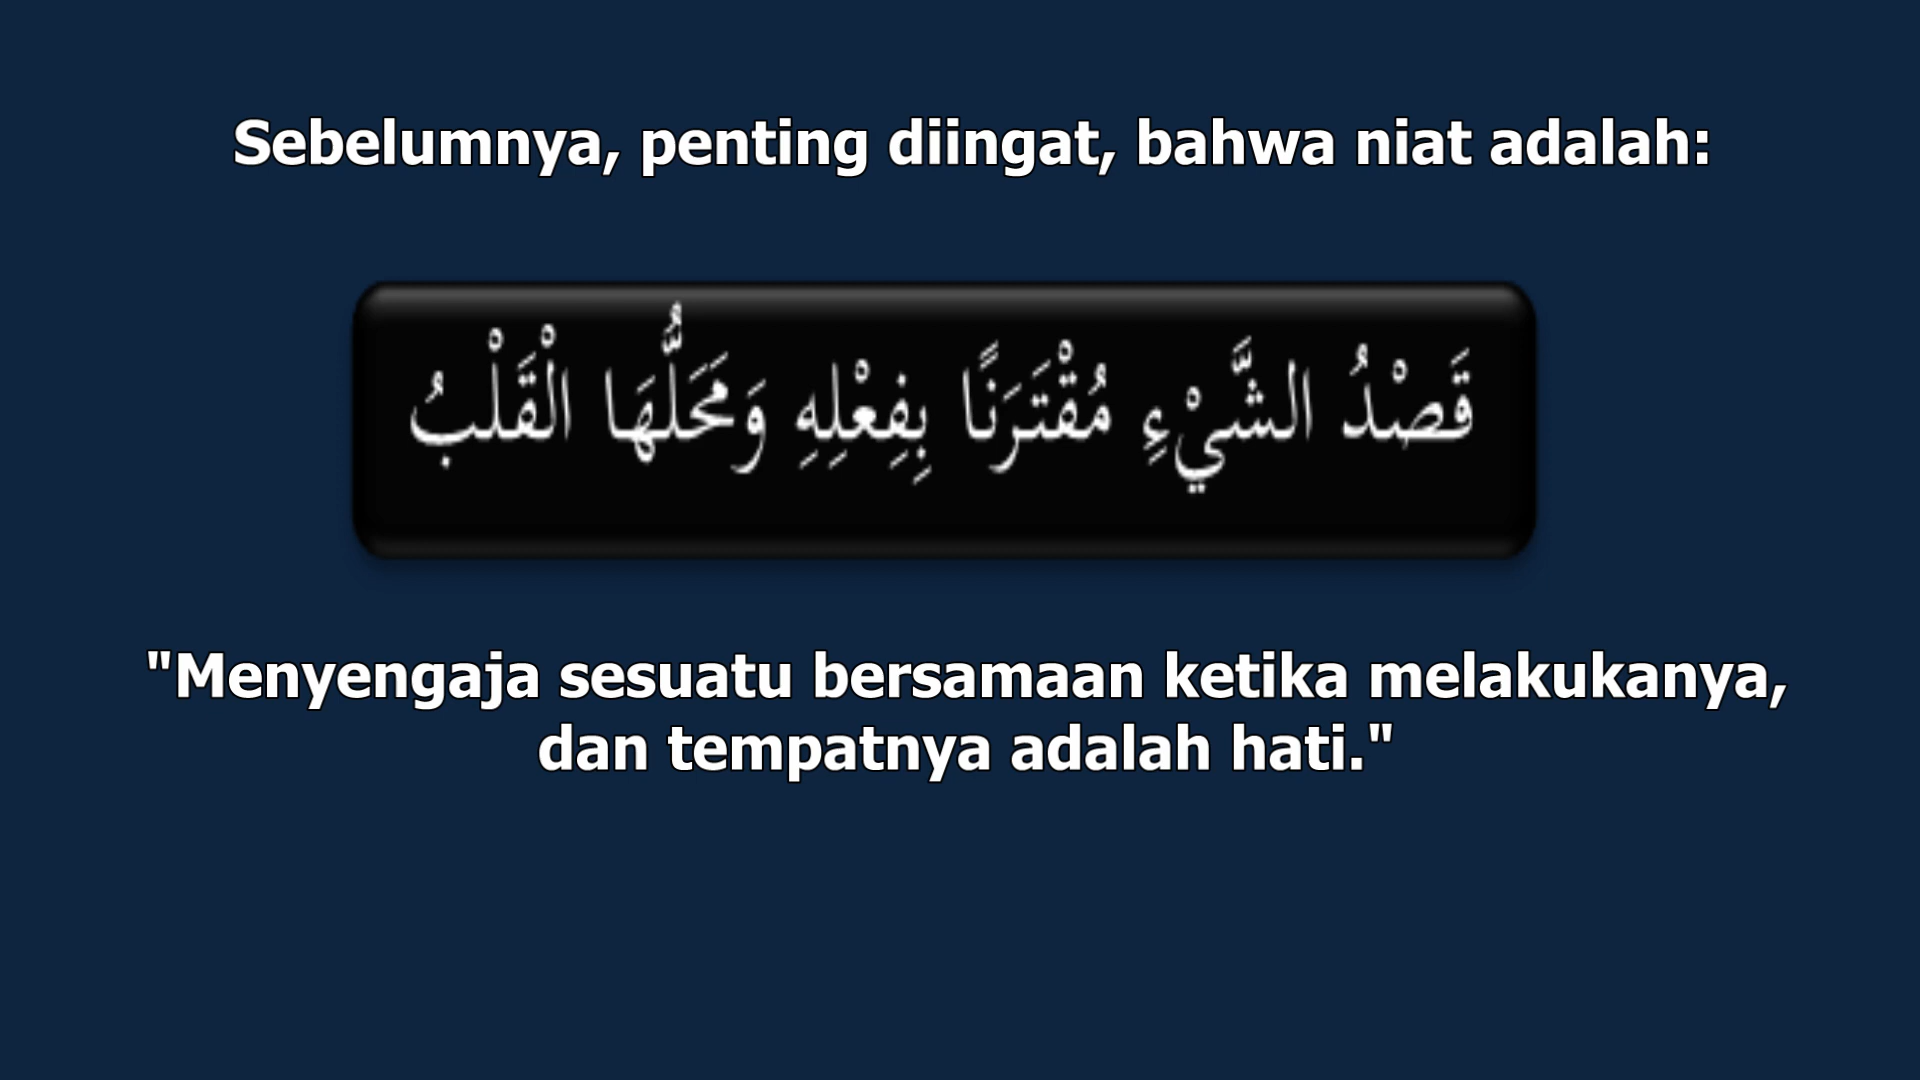 Sebelumnya, penting diingat, bahwa niat adalah:
قَصْدُ الشَّيْءِ مُقْتَرَنًا بِفِعْلِهِ وَمَحَلُّهَا الْقَلْبُ
"Menyengaja sesuatu bersamaan ketika melakukanya,
dan tempatnya adalah hati."